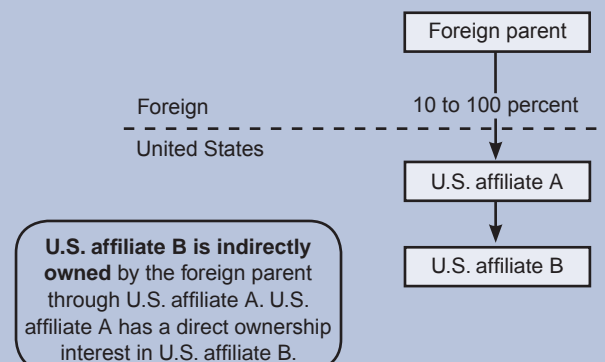 Foreign parent
Foreign
10 to 100 percent
United States
U.S. affiliate A
U.S. affiliate B
U.S. affiliate B is indirectly
owned by the foreign parent
through U.S. affiliate A. U.S.
affiliate A has a direct ownership
interest in U.S. affiliate B.